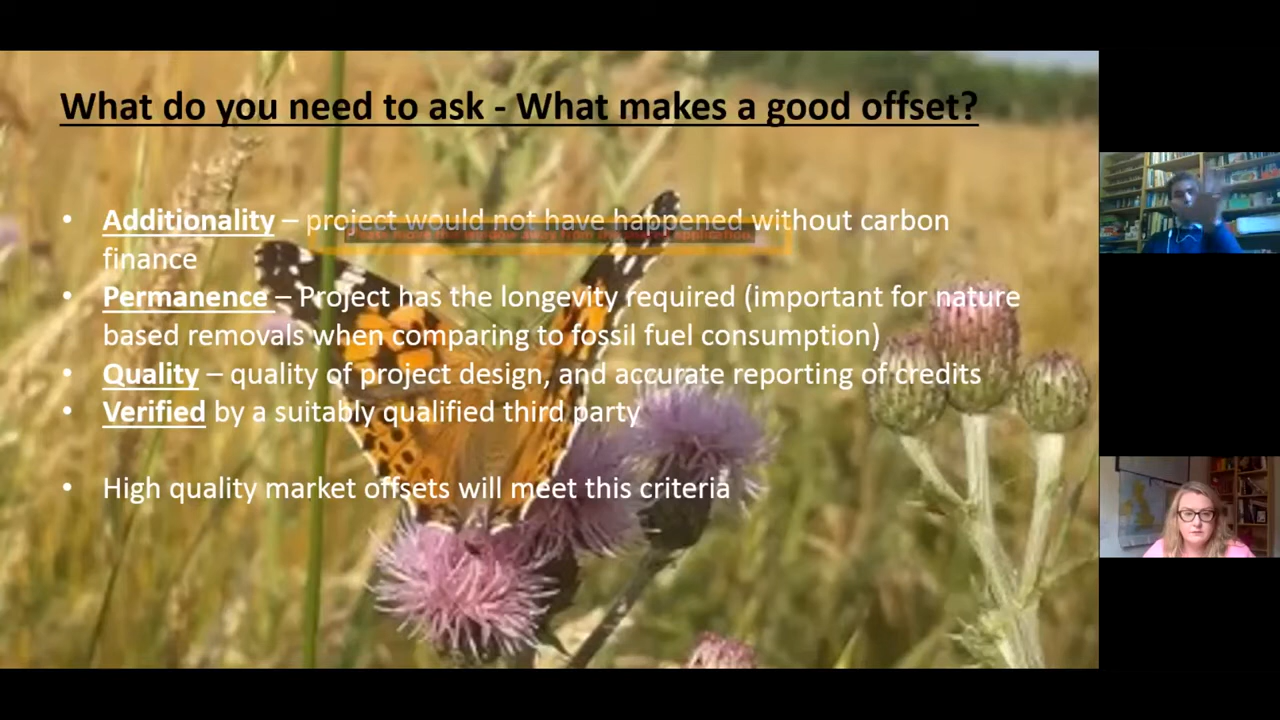 What do you need to ask - What makes a good offset?
• Additionality – project would not have happened without carbon
finance
• Permanence – Project has the longevity required (important for nature
based removals when comparing to fossil fuel consumption)
• Quality – quality of project design, and accurate reporting of credits
• Verified by a suitably qualified third party
• High quality market offsets will meet this criteria